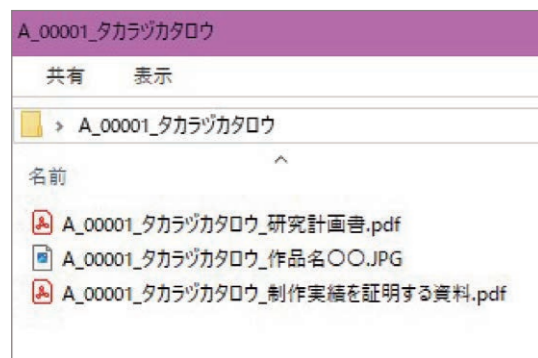 A_00001_タカラヅカタロウ
共有 表示
> A_00001_タカラヅカタロウ
名前
A_00001_タカラヅカタロウ_研究計画書.pdf
A_00001_タカラヅカタロウ_作品名〇〇.JPG
A_00001_タカラヅカタロウ_制作実績を証明する資料.pdf